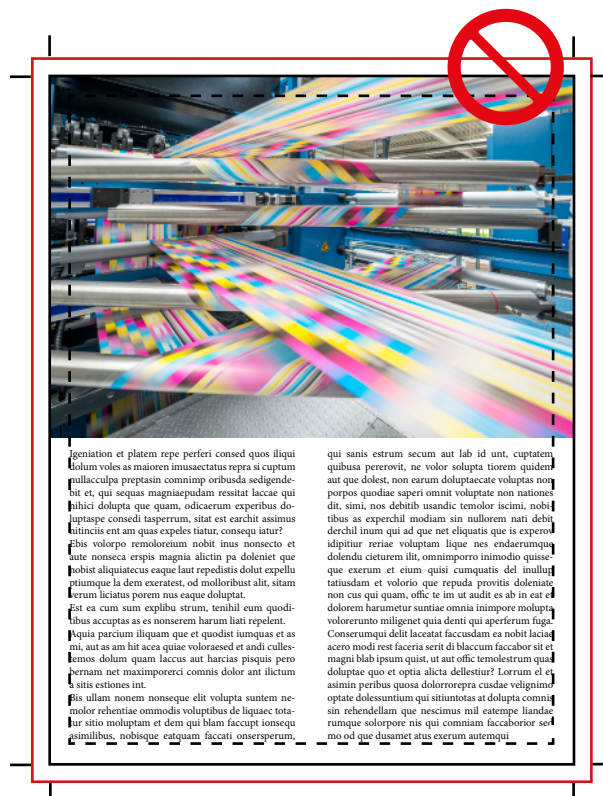 Igeniation et platem repe perferi consed quos iliqui
dolum voles as maioren imusaectatus repra si cuptum
nullacculpa preptasin comnimp oribusda sedigende-
bit et, qui sequas magniaepudam ressitat laccae qui
nihici dolupta que quam, odicaerum experibus do-
luptaspe consedi tasperrum, sitat est earchit assimus
nitinciis ent am quas expeles tiatur, consequ iatur?
Ebis volorpo remoloreium nobit inus nonsecto et
aute nonseca erspis magnia alictin pa doleniet que
nobist aliquiatecus eaque laut repedistis dolut expellu
ptiumque la dem exeratest, od molloribust alit, sitam
verum liciatus porem nus eaque doluptat.
Est ea cum sum explibu strum, tenihil eum quodi-
tibus accuptas as es nonserem harum liati repelent.
Aquia parcium iliquam que et quodist iumquas et as
mi, aut as am hit acea quiae voloraesed et andi culles-
temos dolum quam laccus aut harcias pisquis pero
bernam net maximporerci comnis dolor ant ilictum
a sitis estiones int.
Bis ullam nonem nonseque elit volupta suntem ne-
molor rehentiae ommodis voluptibus de liquaec tota-
tur sitio moluptam et dem qui blam faccupt ionsequ
asimilibus, nobisque eatquam faccati onsersperum,
qui sanis estrum secum aut lab id unt, cuptatem
quibusa pererovit, ne volor solupta tiorem quidem
aut que dolest, non earum doluptaecate voluptas non
porpos quodiae saperi omnit voluptate non nationes
dit, simi, nos debitib usandic temolor iscimi, nobi-
tibus as experchil modiam sin nullorem nati debit
derchil inum qui ad que net eliquatis que is experov
idipitiur reriae voluptam lique nes endaerumque
dolendu cieturem ilit, omnimporro inimodio quisse-
que exerum et eium quisi cumquatis del inullup
tatiusdam et volorio que repuda provitis doleniate
non cus qui quam, offic te im ut audit es ab in eat et
dolorem harumetur suntiae omnia inimpore molupta
volorerunto miligenet quia denti qui aperferum fuga.
Conserumqui delit laceatat faccusdam ea nobit laciae
acero modi rest faceria serit di blaccum faccabor sit et
magni blab ipsum quist, ut aut offic temolestrum quas
doluptae quo et optia alicta dellestiur? Lorrum el et
asimin peribus quosa dolorrorepra cusdae velignimo
optate dolessuntium qui sitiuntotas at dolupta comnis
sin rehendellam que nescimus mil eatempe liandae
rumque solorpore nis qui comniam faccaborior sec
mo od que dusamet atus exerum autemqui